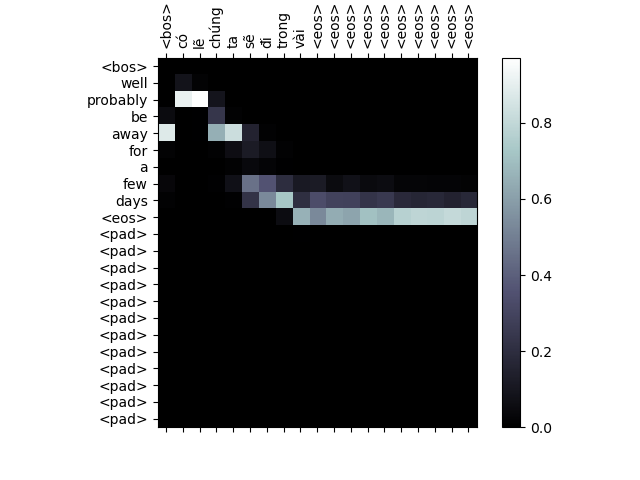 <bos> có lẽ chúng ta sẽ đi trong vài <eos> <eos> <eos> <eos> <eos> <eos> <eos> <eos> <eos> <eos>
<bos>
well
probably
be
away
for
a
few
days
<eos>
<pad>
<pad>
<pad>
<pad>
<pad>
<pad>
<pad>
<pad>
<pad>
<pad>
<pad>
<pad>
0.8
0.6
0.4
0.2
0.0